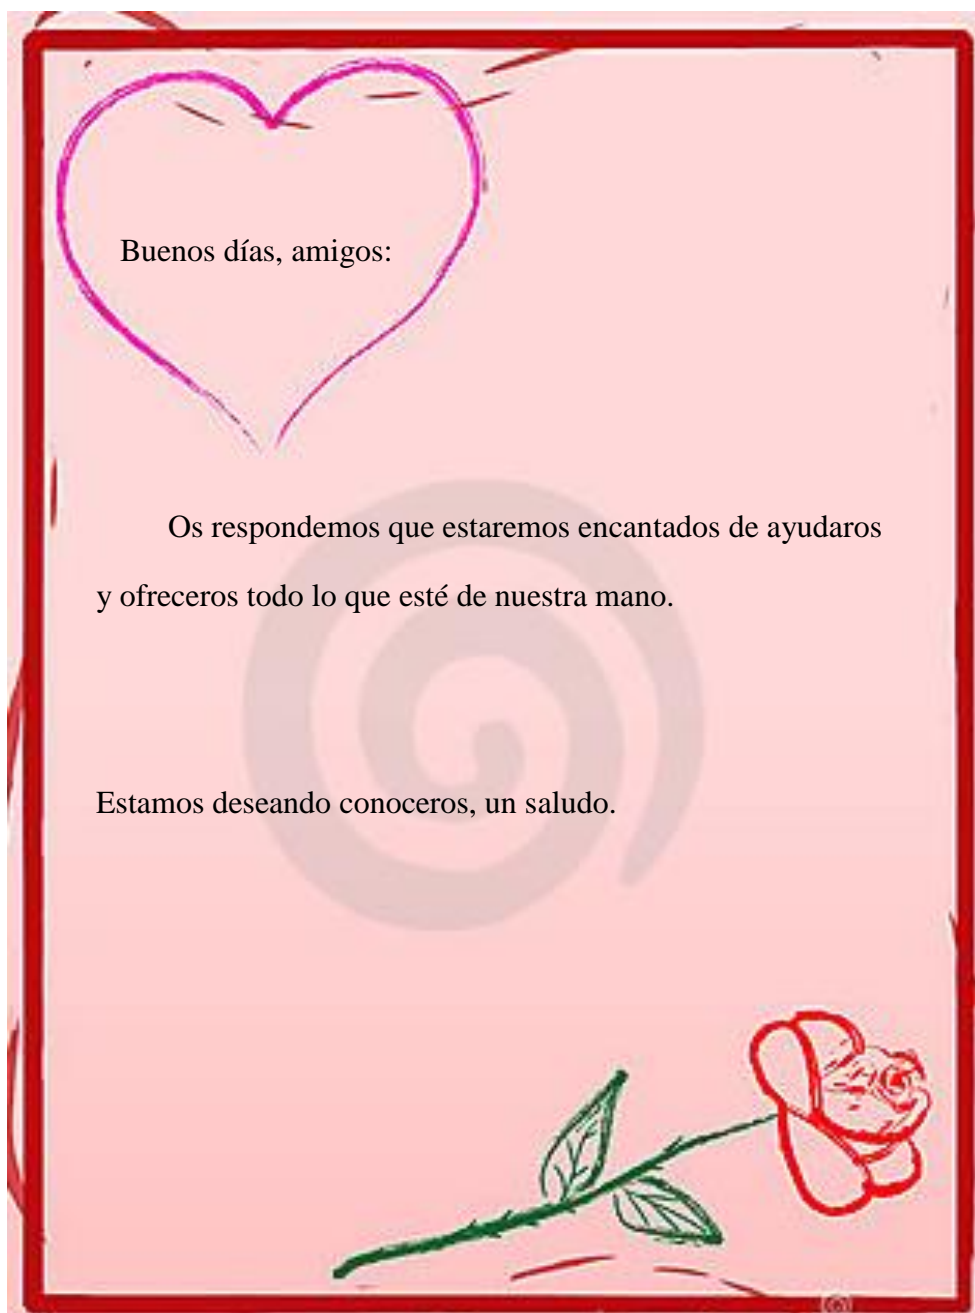 Buenos días, amigos:
Os respondemos que estaremos encantados de ayudaros
y ofreceros todo lo que esté de nuestra mano.
Estamos deseando conoceros, un saludo.